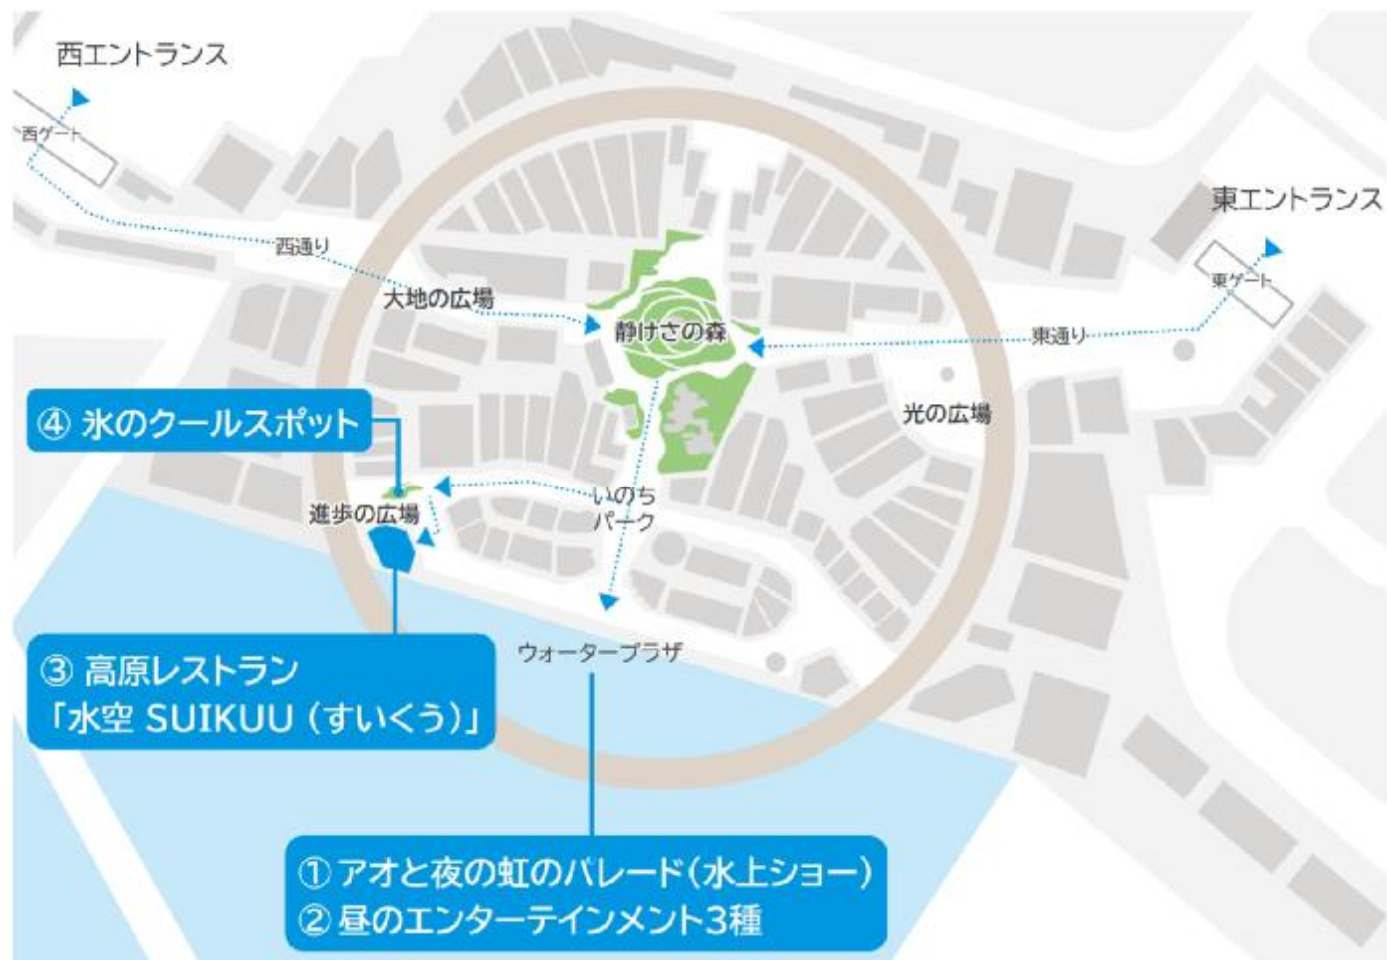 西エントランス
西ゲート
東エントランス
東ゲート
西通り
大地の広場
静けさの森
東通り
光の広場
④ 氷のクールスポット
いのち
パーク
進歩の広場
③ 高原レストラン
「水空 SUIKUU（すいくう）」
ウォータープラザ
① アオと夜の虹のパレード（水上ショー）
② 昼のエンターテインメント3種